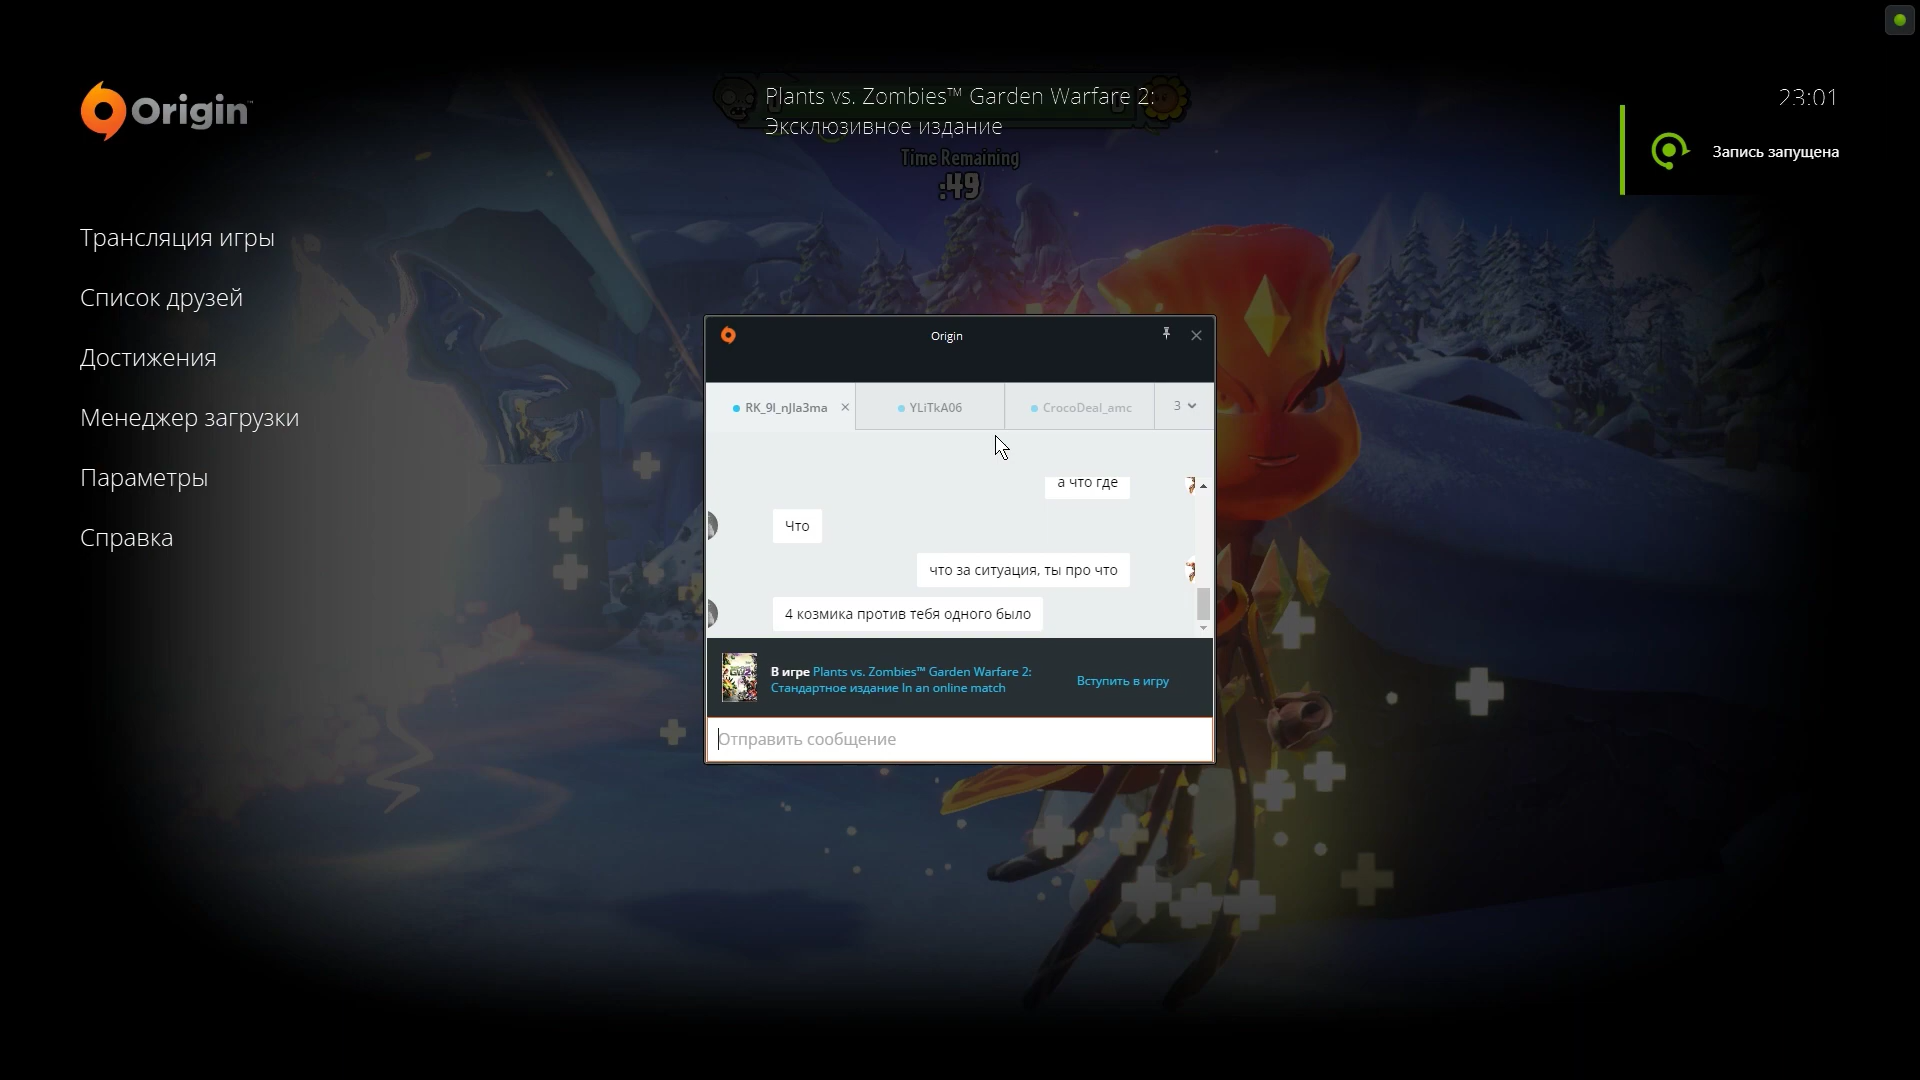 Origin
Plants vs. Zombies™ Garden Warfare 2:
Эксклюзивное издание
23:01
Запись запущена
Time Remaining
:49
Трансляция игры
Список друзей
Достижения
Менеджер загрузки
Параметры
Справка
Origin
RK_9I_nJla3ma
YLiTkA06
CrocoDeal_amc
3
а что где
Что
что за ситуация, ты про что
4 козмика против тебя одного было
В игре Plants vs. Zombies™ Garden Warfare 2:
Стандартное издание In an online match
Вступить в игру
Отправить сообщение